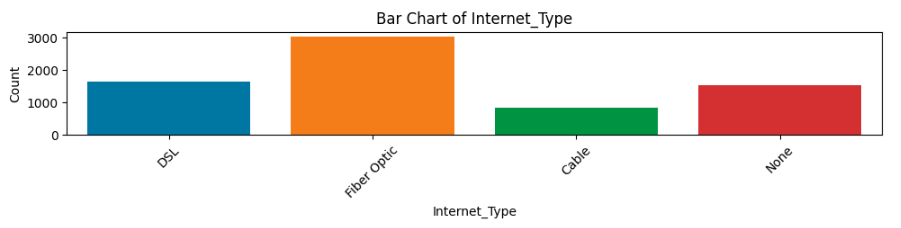 Bar Chart of Internet_Type
Count
3000
2000
1000
0
DSL
Fiber Optic
Cable
None
Internet_Type